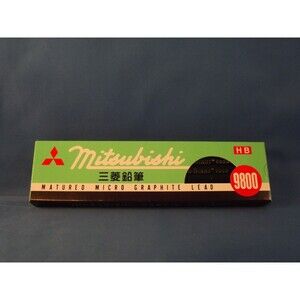 Mitsubishi
HB
三菱鉛筆
9800
MATURED MICRO GRAPHITE LEAD